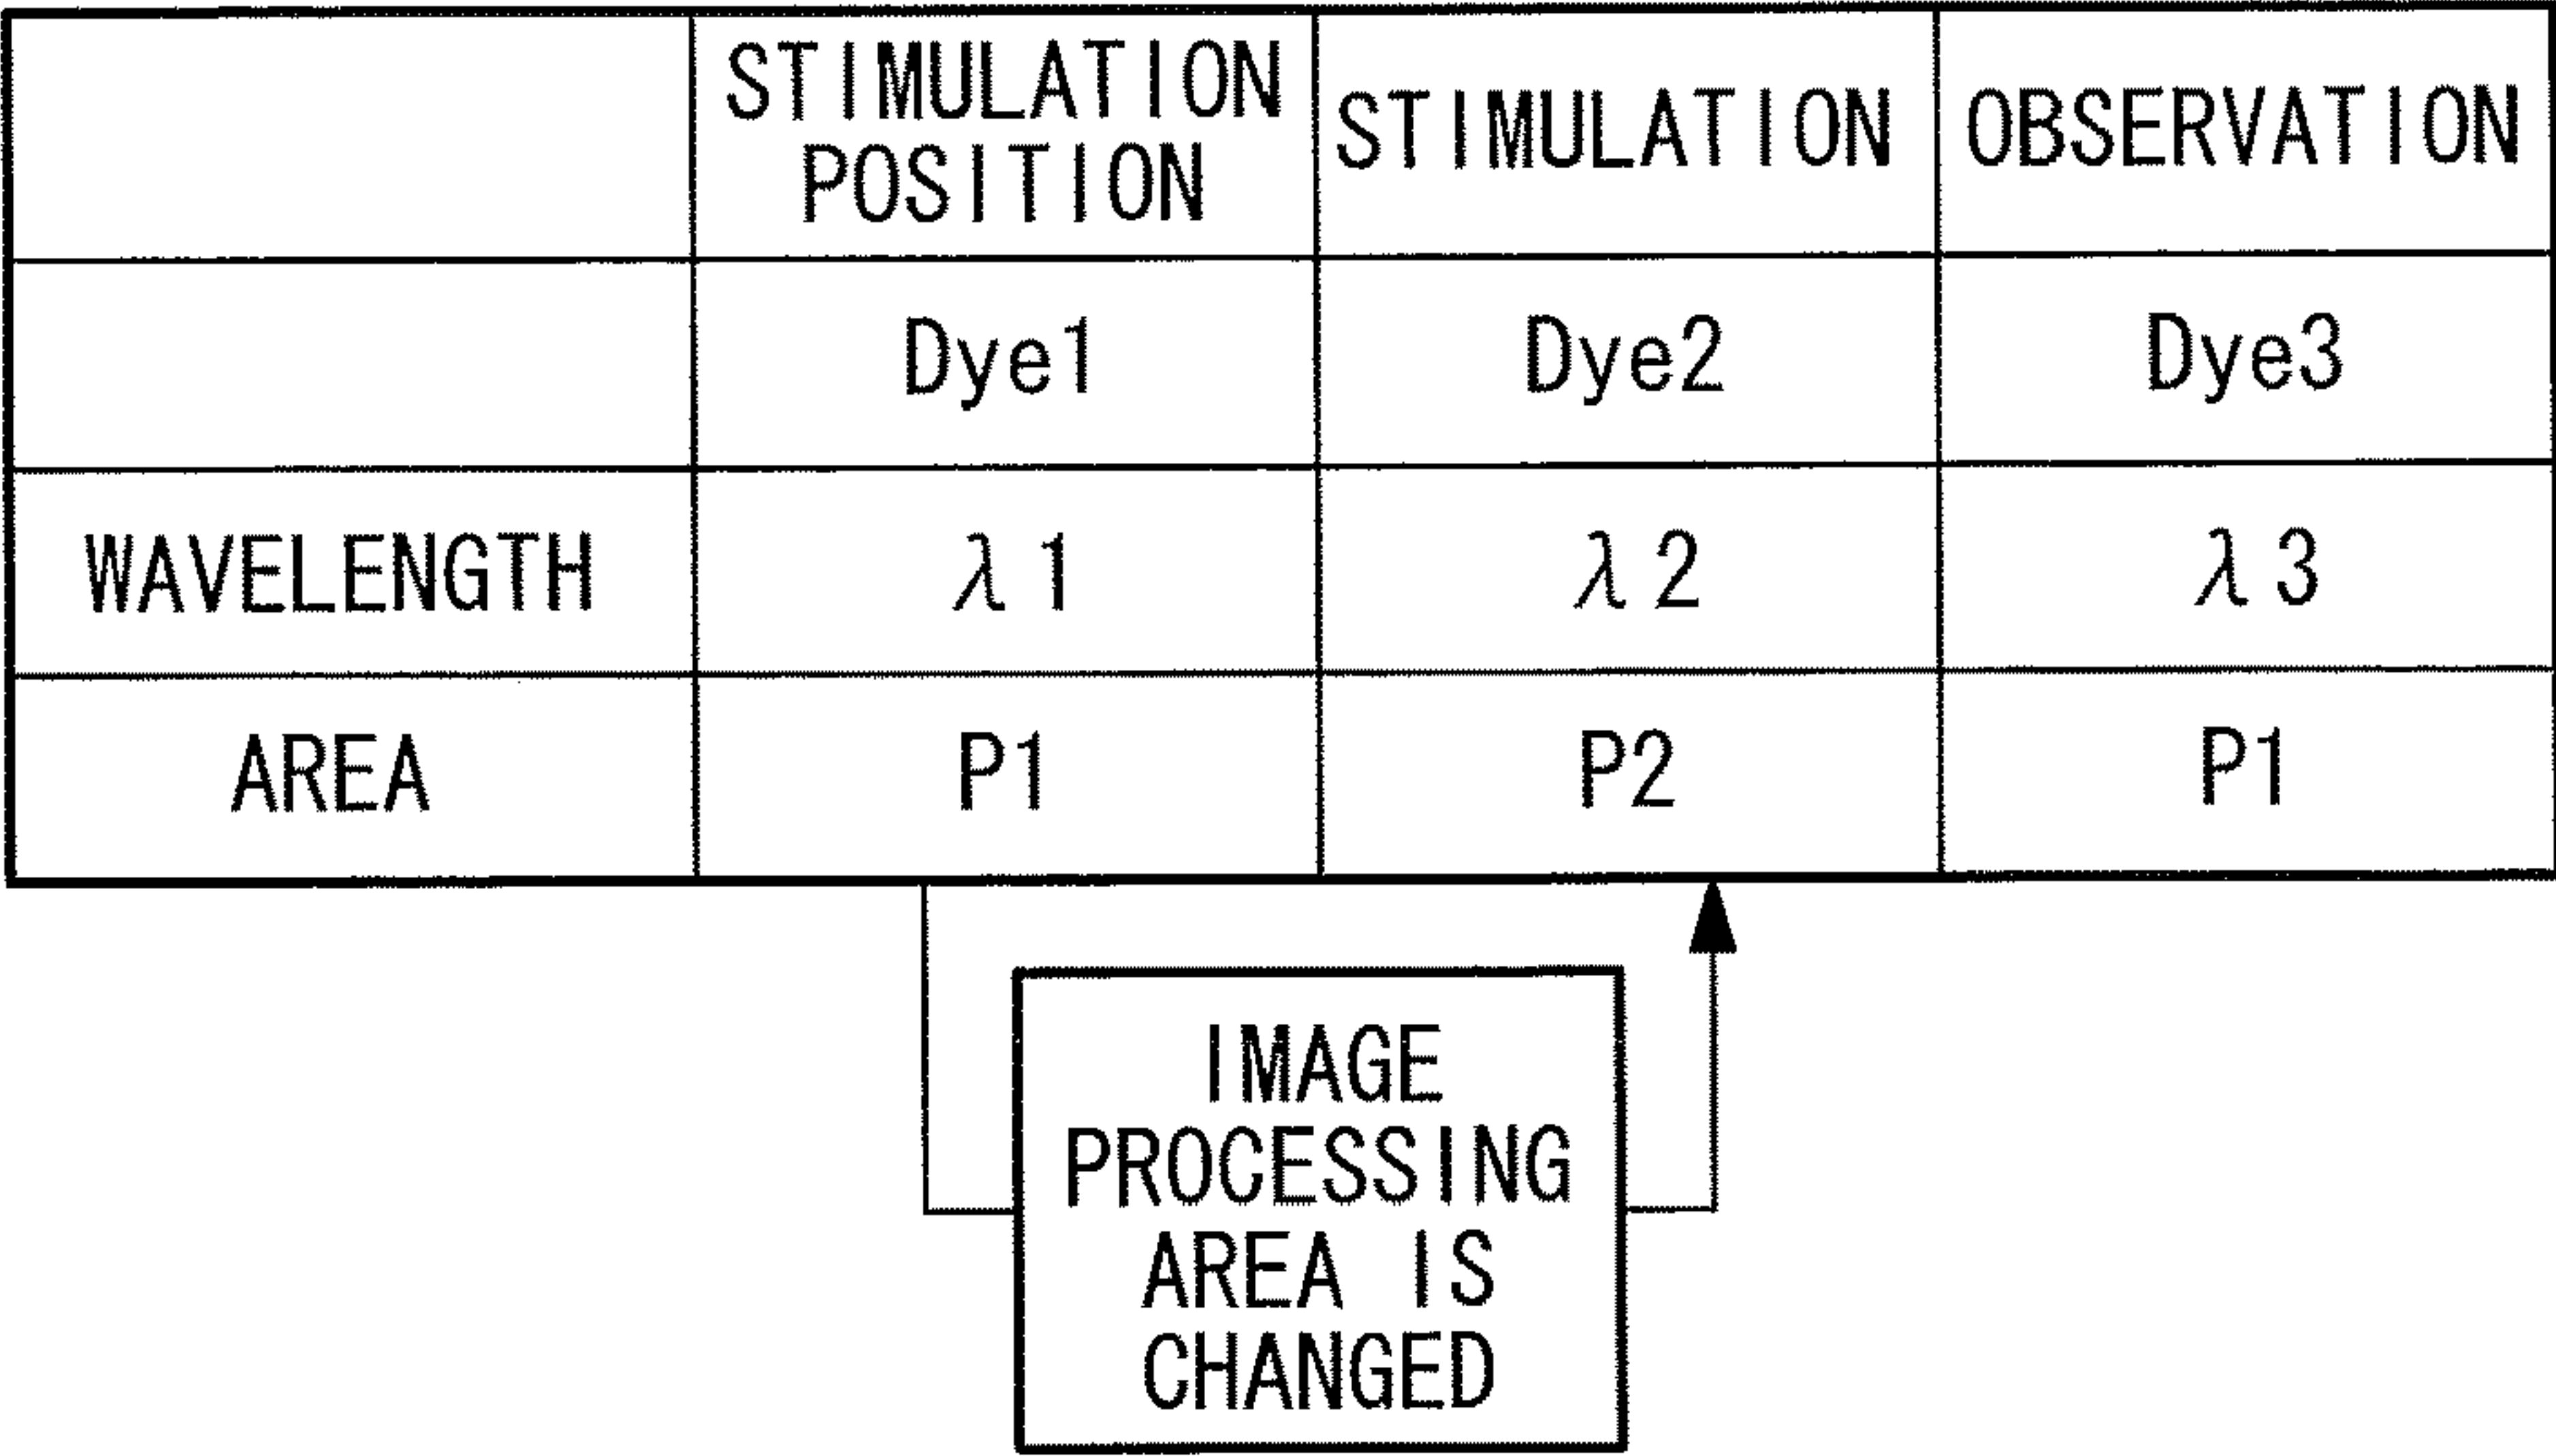 STIMULATION
POSITION
STIMULATION
OBSERVATION
Dye1
Dye2
Dye3
WAVELENGTH
λ1
λ2
λ3
AREA
P1
P2
P1
IMAGE
PROCESSING
AREA IS
CHANGED